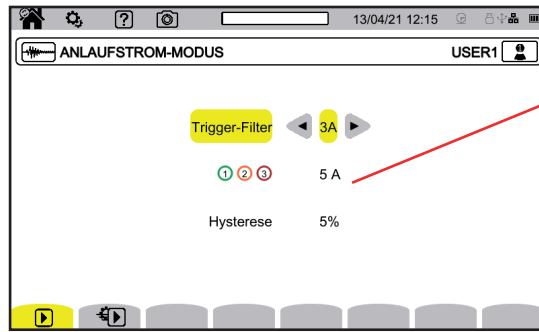 13/04/21 12:15
ANLAUFSTROM-MODUS USER1
Trigger-Filter 3A
1 2 3 5 A
Hysterese 5%